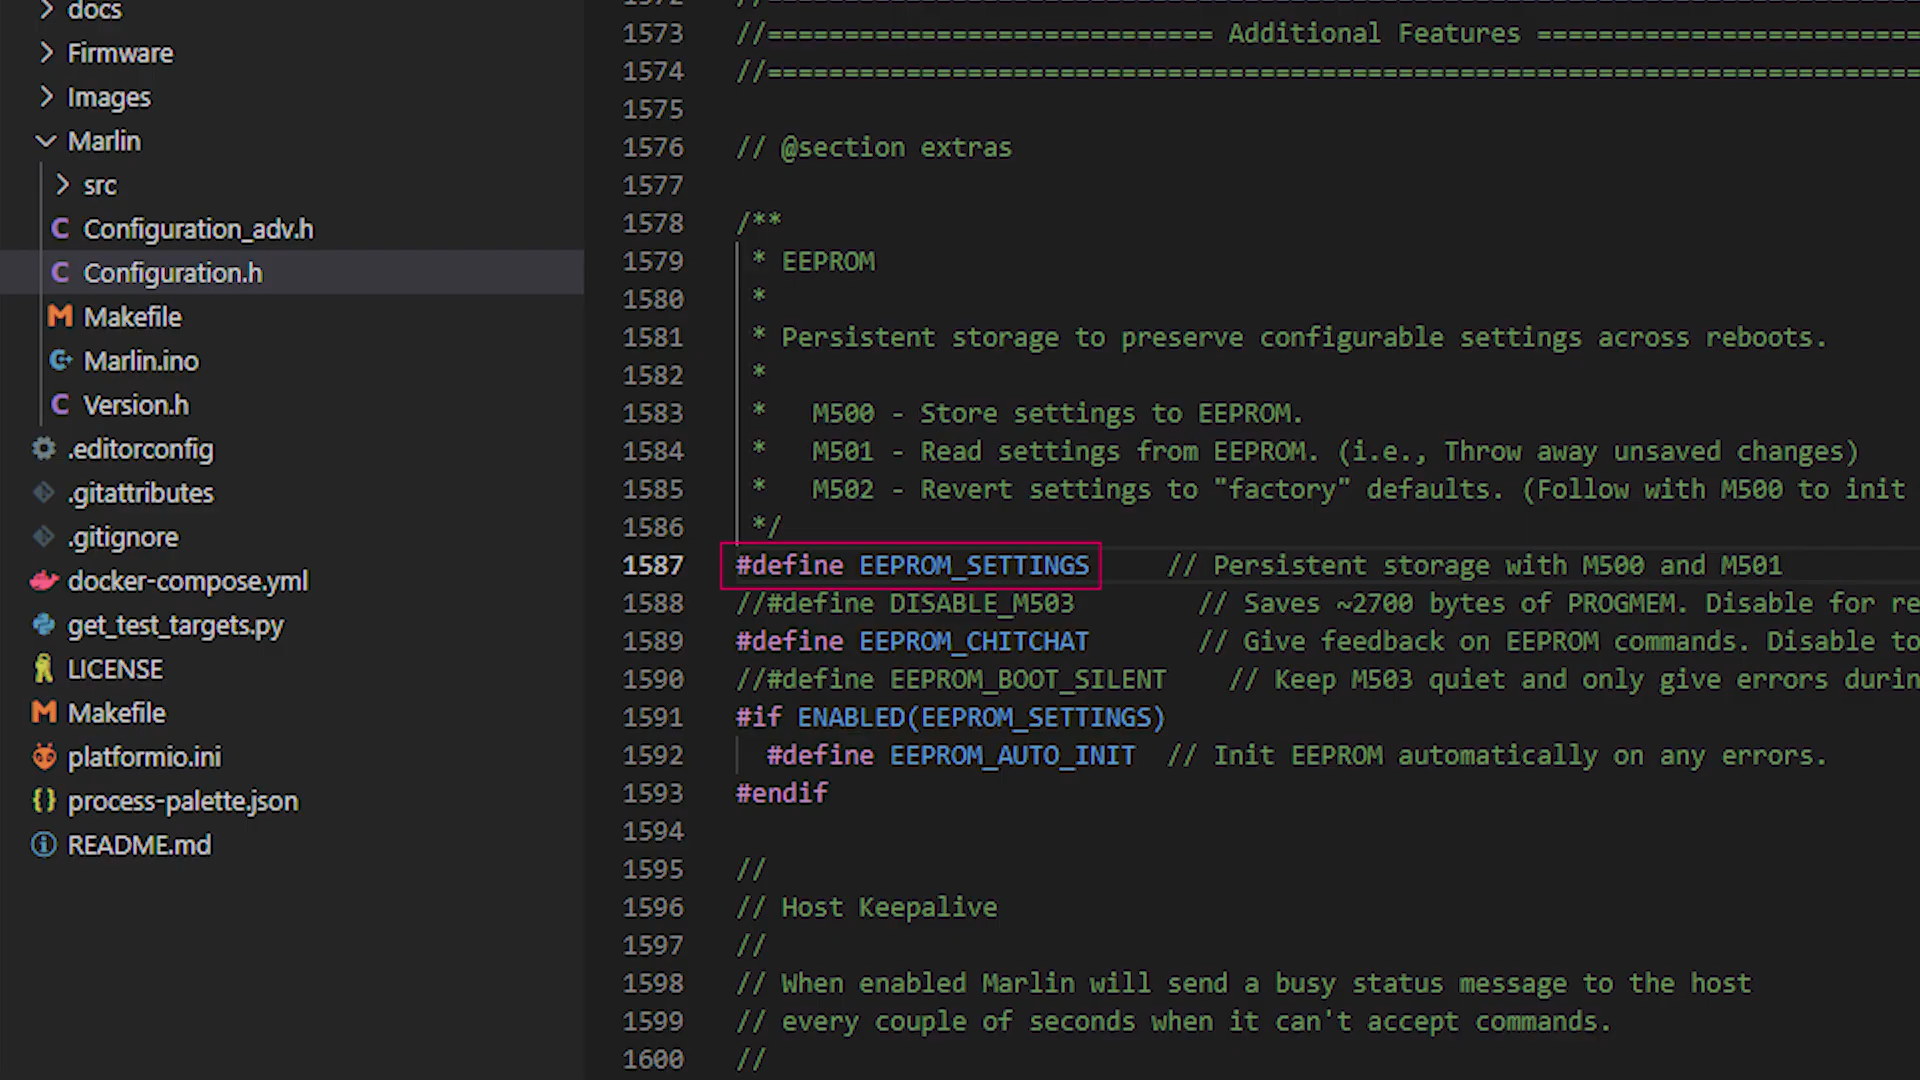 docs
Firmware
Images
Marlin
src
Configuration_adv.h
Configuration.h
Makefile
Marlin.ino
Version.h
.editorconfig
.gitattributes
.gitignore
docker-compose.yml
get_test_targets.py
LICENSE
Makefile
platformio.ini
process-palette.json
README.md
1573 //============================= Additional Features =========================
1574 //===========================================================================
1575
1576 // @section extras
1577
1578 /**
1579 * EEPROM
1580 *
1581 * Persistent storage to preserve configurable settings across reboots.
1582 *
1583 * M500 - Store settings to EEPROM.
1584 * M501 - Read settings from EEPROM. (i.e., Throw away unsaved changes)
1585 * M502 - Revert settings to "factory" defaults. (Follow with M500 to init
1586 */
1587 #define EEPROM_SETTINGS // Persistent storage with M500 and M501
1588 //#define DISABLE_M503 // Saves ~2700 bytes of PROGMEM. Disable for re
1589 #define EEPROM_CHITCHAT // Give feedback on EEPROM commands. Disable to
1590 //#define EEPROM_BOOT_SILENT // Keep M503 quiet and only give errors durin
1591 #if ENABLED(EEPROM_SETTINGS)
1592 #define EEPROM_AUTO_INIT // Init EEPROM automatically on any errors.
1593 #endif
1594
1595 //
1596 // Host Keepalive
1597 //
1598 // When enabled Marlin will send a busy status message to the host
1599 // every couple of seconds when it can't accept commands.
1600 //